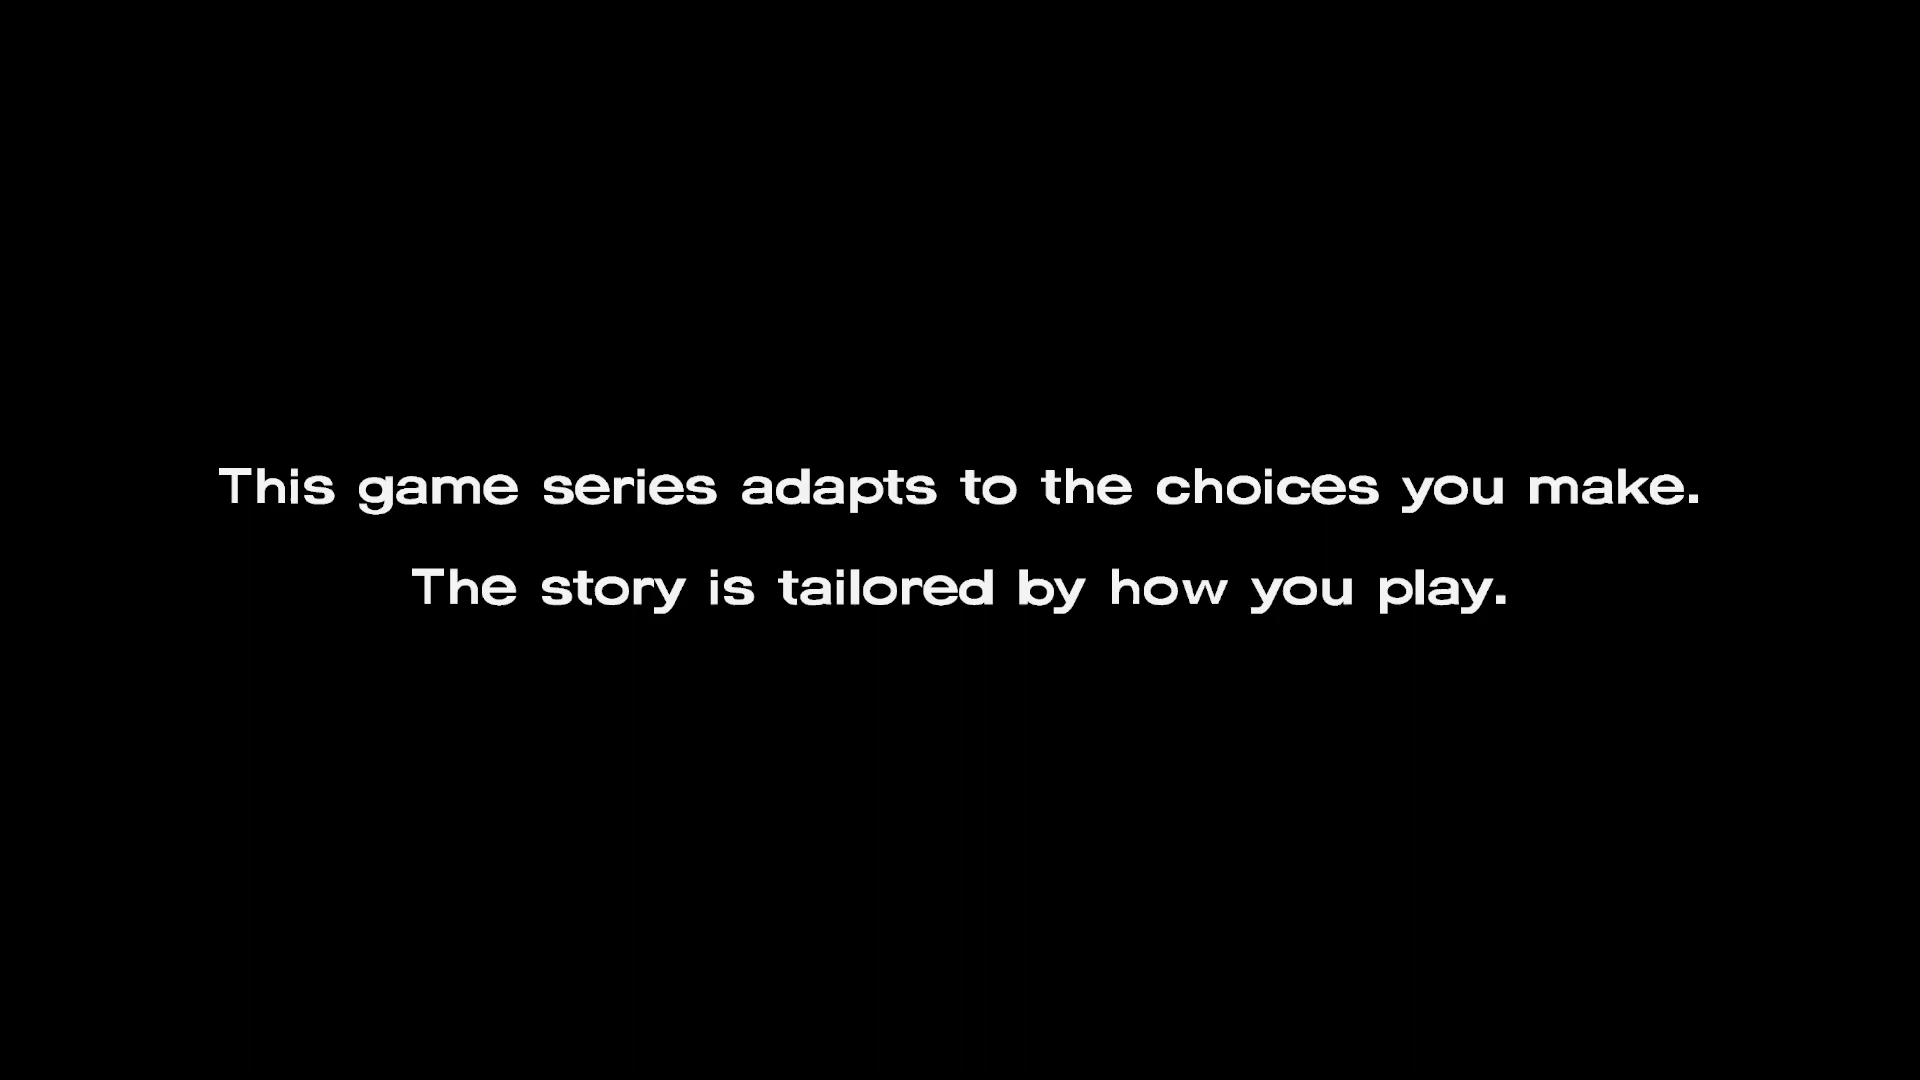 This game series adapts to the choices you make.
The story is tailored by how you play.